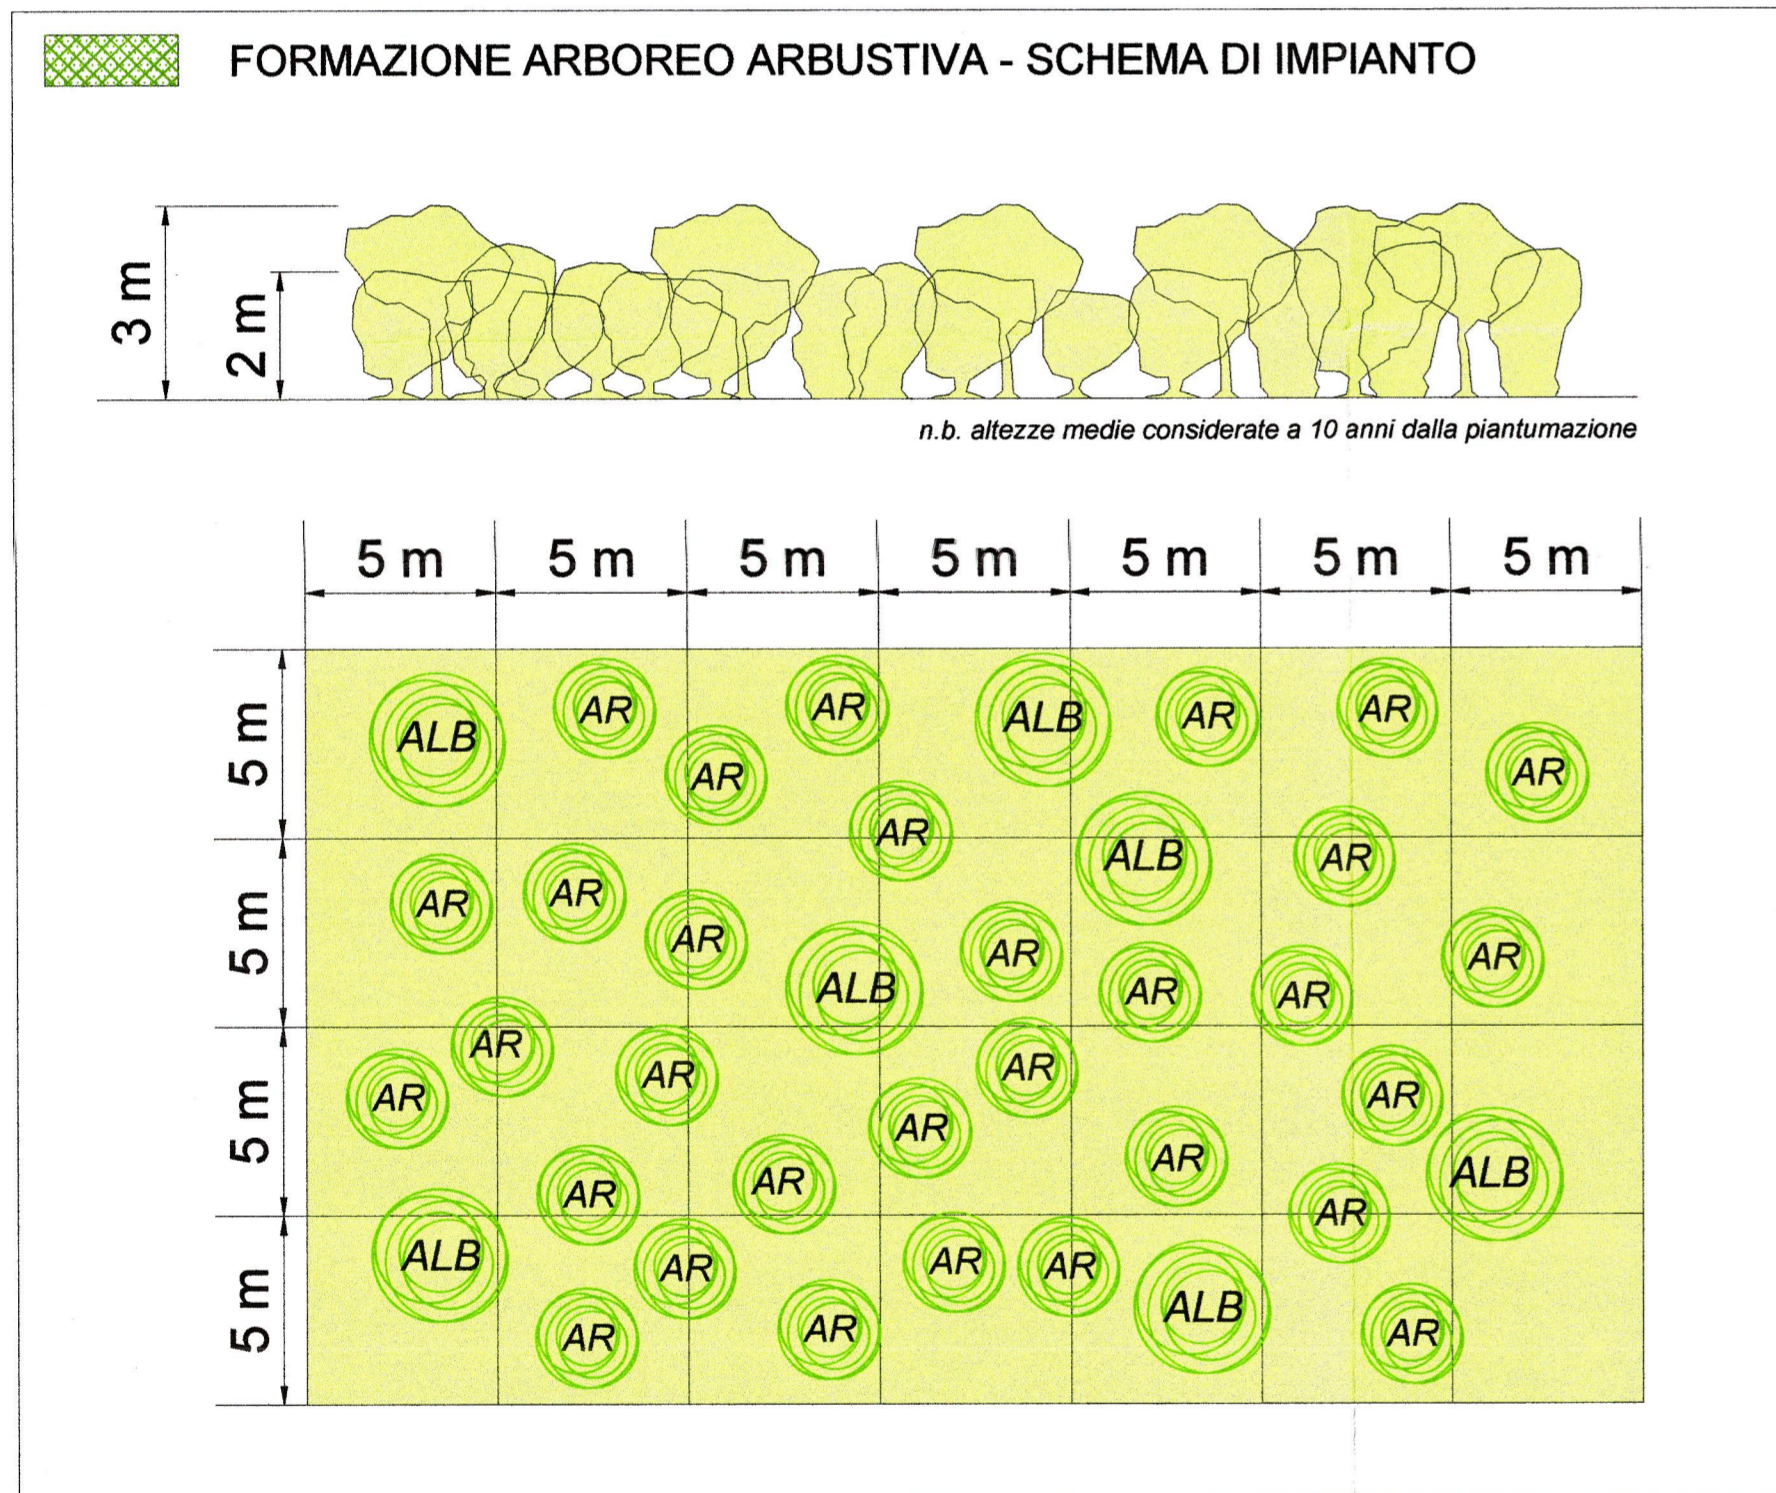 FORMAZIONE ARBOREO ARBUSTIVA - SCHEMA DI IMPIANTO
3 m
2 m
n.b. altezze medie considerate a 10 anni dalla piantumazione
5 m 5 m 5 m 5 m 5 m 5 m 5 m
5 m
ALB AR AR ALB AR AR
AR AR
AR
5 m
ALB AR
AR AR
AR AR AR
ALB AR AR AR
5 m
AR AR AR
AR AR
AR AR
AR ALB
AR AR
AR
5 m
ALB AR AR AR
ALB
AR AR AR